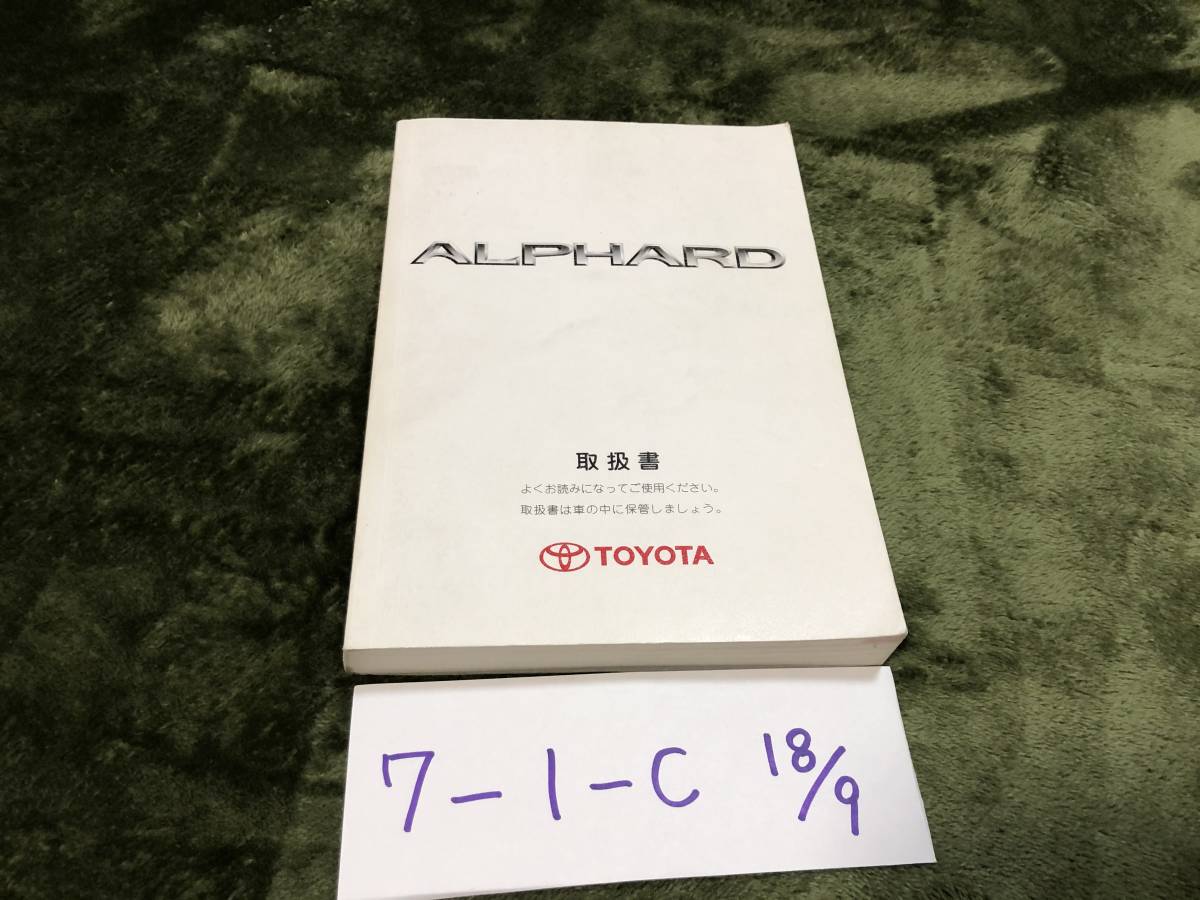 ALPHARD
取扱書
よくお読みになってご使用ください。
取扱書は車の中に保管しましょう。
TOYOTA
7-1-C 18/9